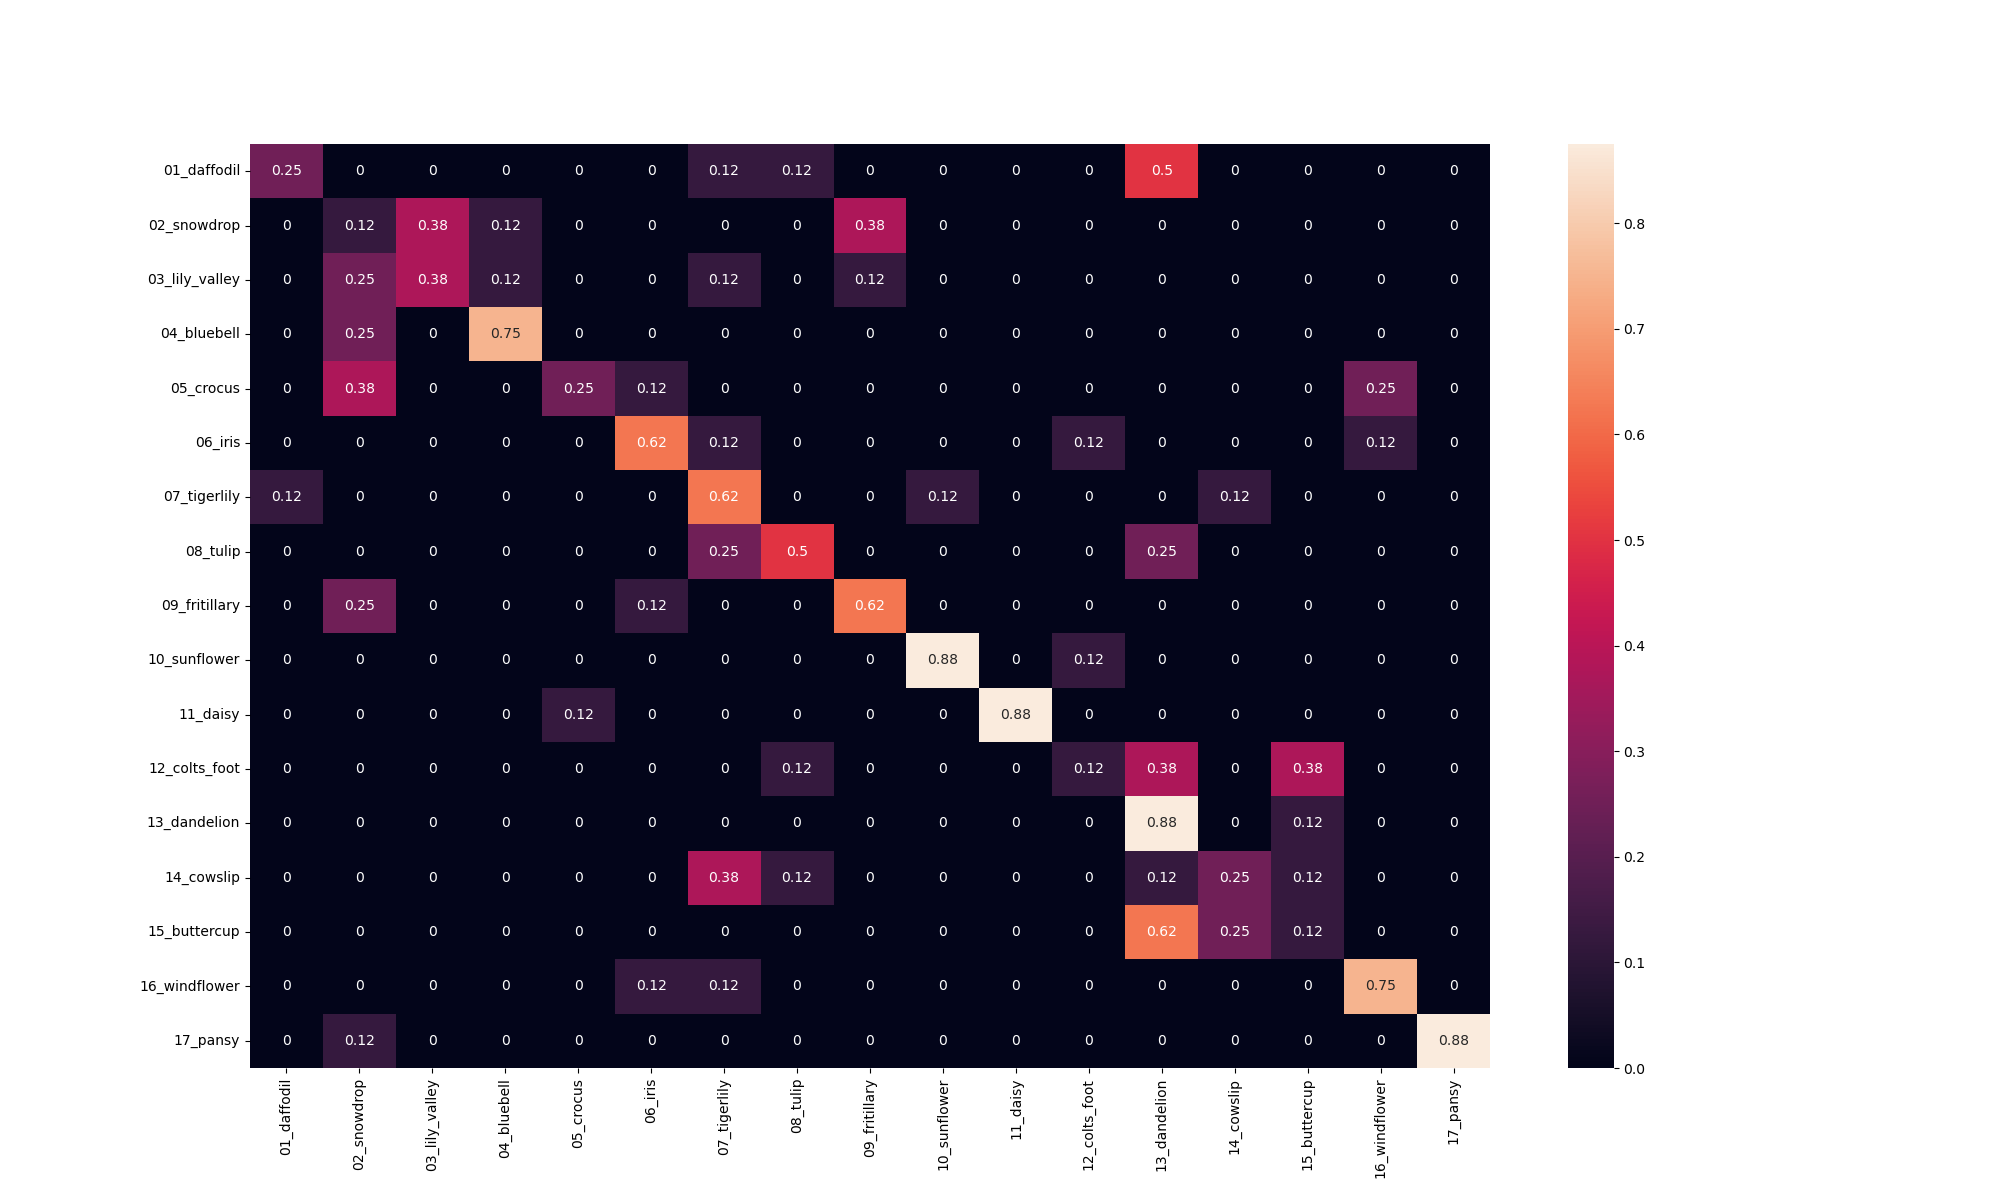 01_daffodil 0.25 0 0 0 0 0 0.12 0.12 0 0 0 0 0.5 0 0 0 0
02_snowdrop 0 0.12 0.38 0.12 0 0 0 0 0.38 0 0 0 0 0 0 0 0
03_lily_valley 0 0.25 0.38 0.12 0 0 0.12 0 0.12 0 0 0 0 0 0 0 0
04_bluebell 0 0.25 0 0.75 0 0 0 0 0 0 0 0 0 0 0 0 0
05_crocus 0 0.38 0 0 0.25 0.12 0 0 0 0 0 0 0 0 0 0.25 0
06_iris 0 0 0 0 0 0.62 0.12 0 0 0 0 0.12 0 0 0 0.12 0
07_tigerlily 0.12 0 0 0 0 0 0.62 0 0 0.12 0 0 0 0.12 0 0 0
08_tulip 0 0 0 0 0 0 0.25 0.5 0 0 0 0 0.25 0 0 0 0
09_fritillary 0 0.25 0 0 0 0.12 0 0 0.62 0 0 0 0 0 0 0 0
10_sunflower 0 0 0 0 0 0 0 0 0 0.88 0 0.12 0 0 0 0 0
11_daisy 0 0 0 0 0.12 0 0 0 0 0 0.88 0 0 0 0 0 0
12_colts_foot 0 0 0 0 0 0 0 0.12 0 0 0 0.12 0.38 0 0.38 0 0
13_dandelion 0 0 0 0 0 0 0 0 0 0 0 0 0.88 0 0.12 0 0
14_cowslip 0 0 0 0 0 0 0.38 0.12 0 0 0 0 0.12 0.25 0.12 0 0
15_buttercup 0 0 0 0 0 0 0 0 0 0 0 0 0.62 0.25 0.12 0 0
16_windflower 0 0 0 0 0 0.12 0.12 0 0 0 0 0 0 0 0 0.75 0
17_pansy 0 0.12 0 0 0 0 0 0 0 0 0 0 0 0 0 0 0.88
01_daffodil
02_snowdrop
03_lily_valley
04_bluebell
05_crocus
06_iris
07_tigerlily
08_tulip
09_fritillary
10_sunflower
11_daisy
12_colts_foot
13_dandelion
14_cowslip
15_buttercup
16_windflower
17_pansy
0.8
0.7
0.6
0.5
0.4
0.3
0.2
0.1
0.0